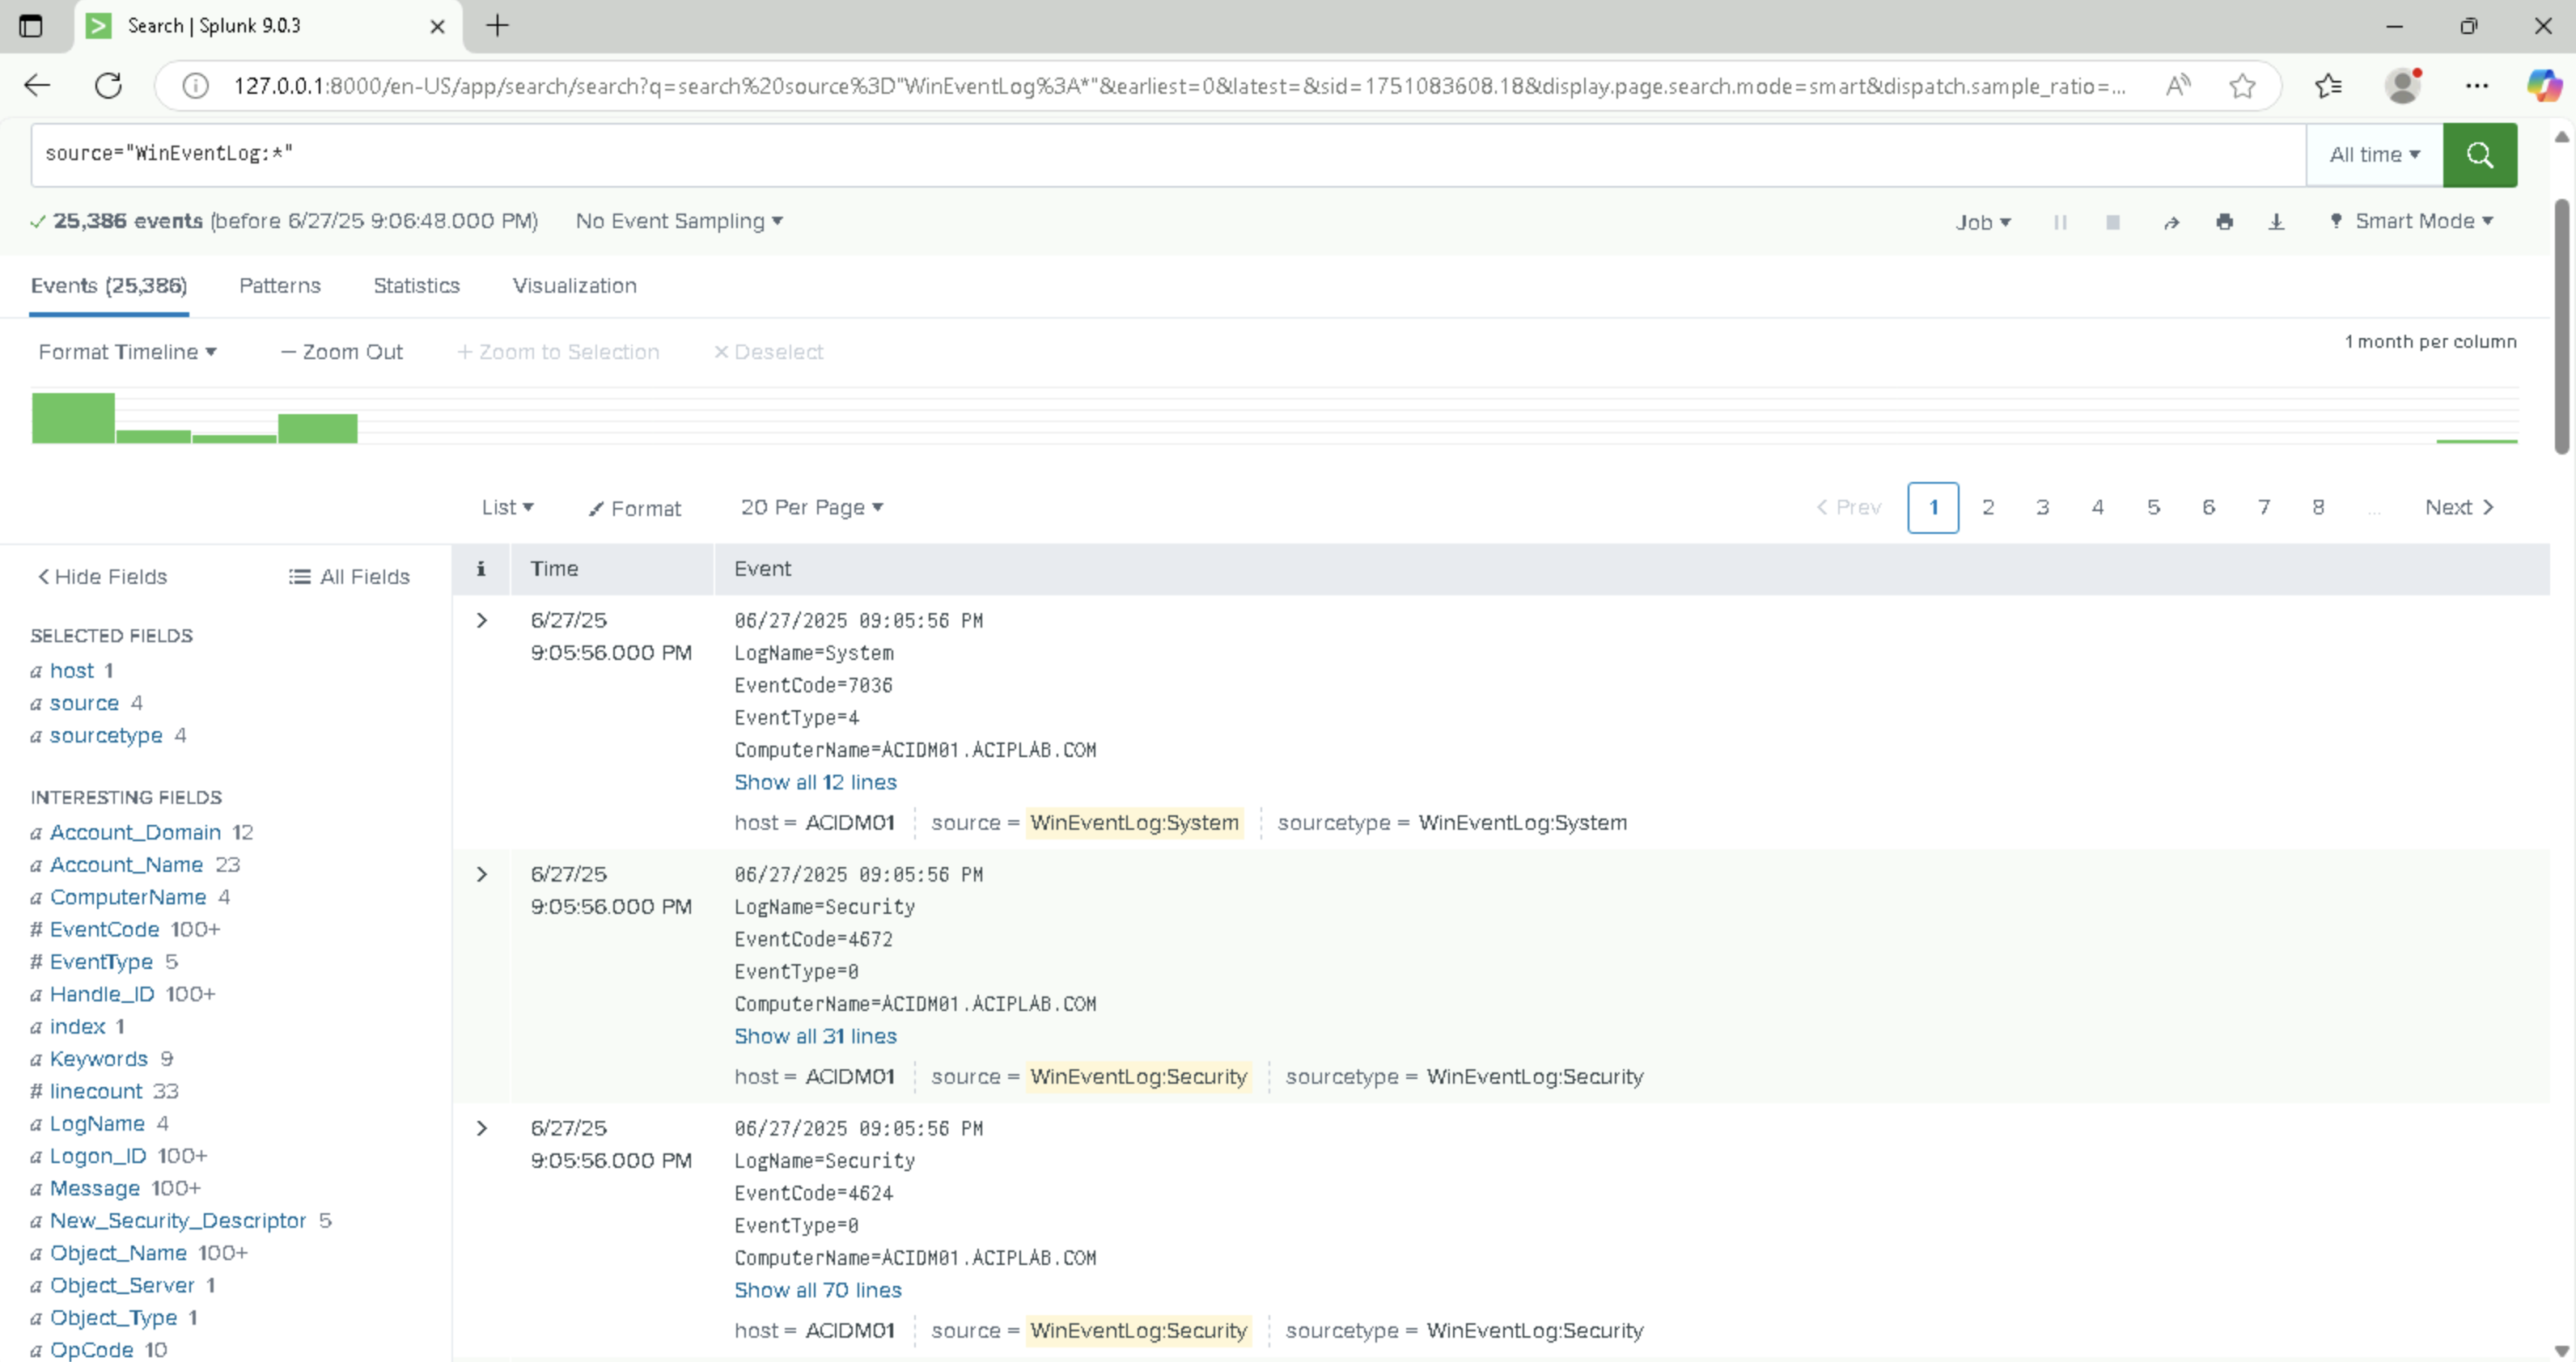 Search | Splunk 9.0.3
127.0.0.1:8000/en-US/app/search/search?q=search%20source%3D"WinEventLog%3A*"&earliest=0&latest=&sid=1751083608.18&display.page.search.mode=smart&dispatch.sample_ratio=...
source="WinEventLog:*"
All time
25,386 events (before 6/27/25 9:06:48.000 PM) No Event Sampling
Job Smart Mode
Events (25,386) Patterns Statistics Visualization
Format Timeline — Zoom Out + Zoom to Selection × Deselect
1 month per column
List Format 20 Per Page
< Prev 1 2 3 4 5 6 7 8 ... Next >
< Hide Fields All Fields
SELECTED FIELDS
a host 1
a source 4
a sourcetype 4
INTERESTING FIELDS
a Account_Domain 12
a Account_Name 23
a ComputerName 4
# EventCode 100+
# EventType 5
a Handle_ID 100+
a index 1
a Keywords 9
# linecount 33
a LogName 4
a Logon_ID 100+
a Message 100+
a New_Security_Descriptor 5
a Object_Name 100+
a Object_Server 1
a Object_Type 1
a OpCode 10
i Time Event
6/27/25
9:05:56.000 PM
06/27/2025 09:05:56 PM
LogName=System
EventCode=7036
EventType=4
ComputerName=ACIDM01.ACIPLAB.COM
Show all 12 lines
host = ACIDM01 source = WinEventLog:System sourcetype = WinEventLog:System
6/27/25
9:05:56.000 PM
06/27/2025 09:05:56 PM
LogName=Security
EventCode=4672
EventType=0
ComputerName=ACIDM01.ACIPLAB.COM
Show all 31 lines
host = ACIDM01 source = WinEventLog:Security sourcetype = WinEventLog:Security
6/27/25
9:05:56.000 PM
06/27/2025 09:05:56 PM
LogName=Security
EventCode=4624
EventType=0
ComputerName=ACIDM01.ACIPLAB.COM
Show all 70 lines
host = ACIDM01 source = WinEventLog:Security sourcetype = WinEventLog:Security